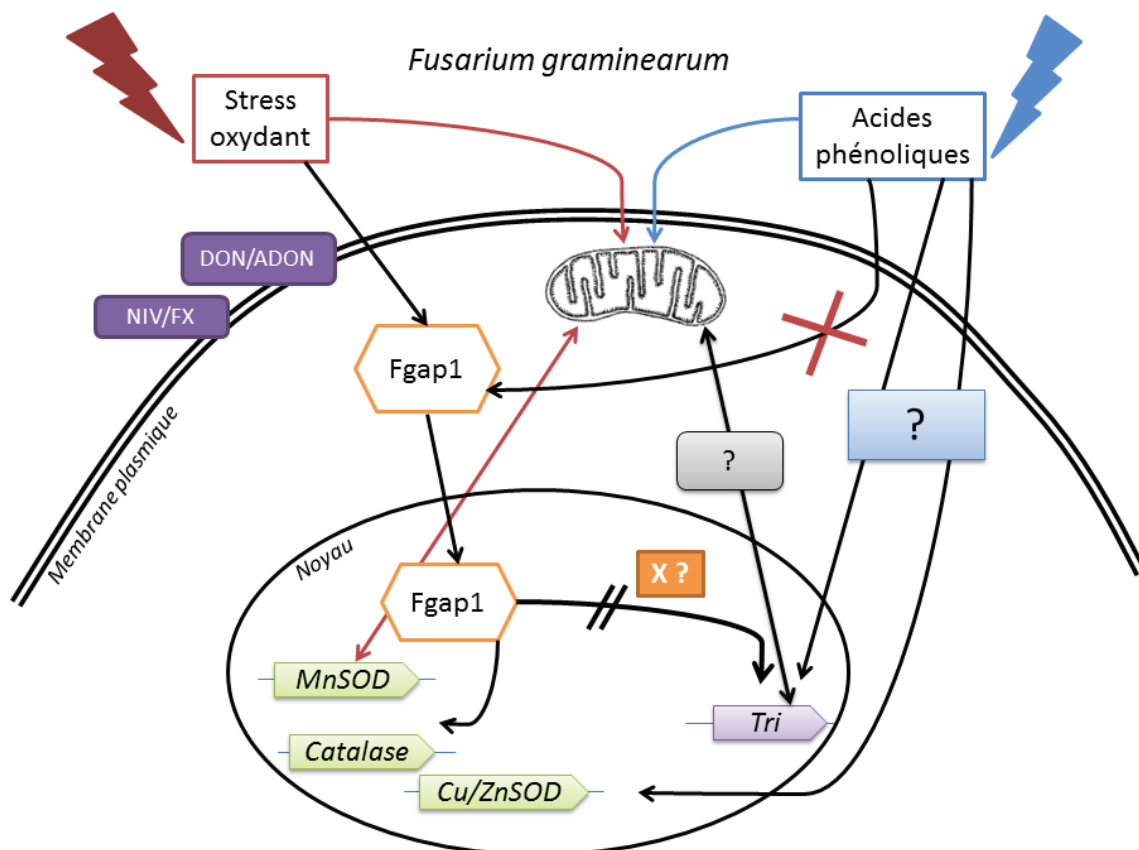 Fusarium graminearum
Stress
oxydant
Acides
phénoliques
DON/ADON
NIV/FX
Membrane plasmique
Fgap1
?
?
Noyau
Fgap1
X ?
MnSOD
Tri
Catalase
Cu/ZnSOD